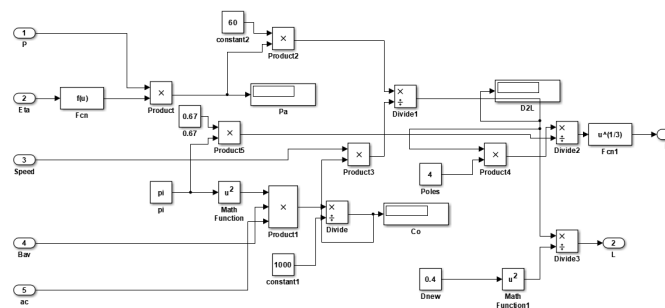 60
constant2
×
Product2
1
P
2
Eta
f(u)
Fcn
×
Product
Pa
×
÷
Divide1
D2L
0.67
0.67
×
Product5
3
Speed
×
Product3
4
Poles
×
Product4
×
÷
Divide2
u^(1/3)
Fcn1
pi
pi
u²
Math
Function
×
Product1
×
÷
Divide
Co
4
Bav
1000
constant1
5
ac
0.4
Dnew
u²
Math
Function1
×
÷
Divide3
2
L